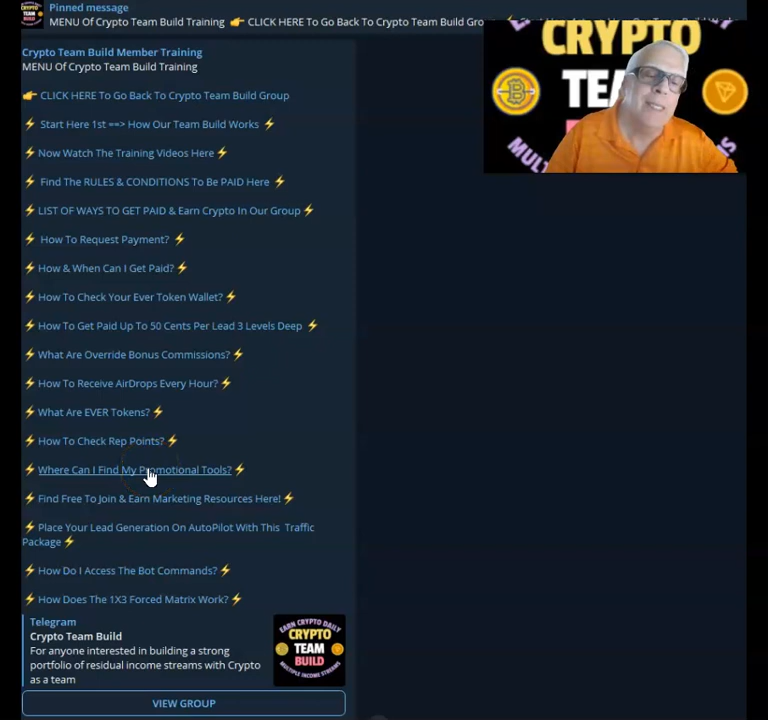 Pinned message
MENU Of Crypto Team Build Training 👉 CLICK HERE To Go Back To Crypto Team Build Gro
Crypto Team Build Member Training
MENU Of Crypto Team Build Training
👉 CLICK HERE To Go Back To Crypto Team Build Group
⚡ Start Here 1st ==> How Our Team Build Works ⚡
⚡ Now Watch The Training Videos Here ⚡
⚡ Find The RULES & CONDITIONS To Be PAID Here ⚡
⚡ LIST OF WAYS TO GET PAID & Earn Crypto In Our Group ⚡
⚡ How To Request Payment? ⚡
⚡ How & When Can I Get Paid? ⚡
⚡ How To Check Your Ever Token Wallet? ⚡
⚡ How To Get Paid Up To 50 Cents Per Lead 3 Levels Deep ⚡
⚡ What Are Override Bonus Commissions? ⚡
⚡ How To Receive AirDrops Every Hour? ⚡
⚡ What Are EVER Tokens? ⚡
⚡ How To Check Rep Points? ⚡
⚡ Where Can I Find My Promotional Tools? ⚡
⚡ Find Free To Join & Earn Marketing Resources Here! ⚡
⚡ Place Your Lead Generation On AutoPilot With This Traffic
Package ⚡
⚡ How Do I Access The Bot Commands? ⚡
⚡ How Does The 1X3 Forced Matrix Work? ⚡
Telegram
Crypto Team Build
For anyone interested in building a strong
portfolio of residual income streams with Crypto
as a team
VIEW GROUP
CRYPTO
EARN CRYPTO DAILY
CRYPTO
TEAM
BUILD
MULTIPLE INCOME STREAMS